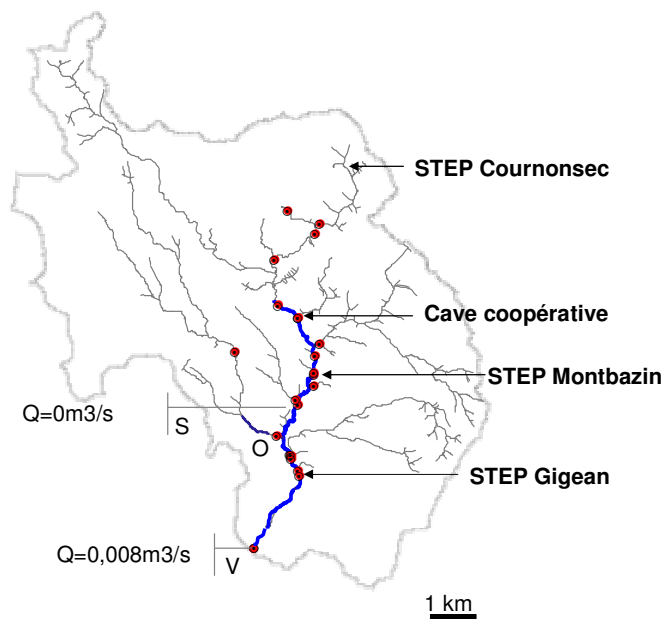 STEP Cournonsec
Cave coopérative
STEP Montbazin
Q=0m3/s
S
O
STEP Gigean
Q=0,008m3/s
V
1 km